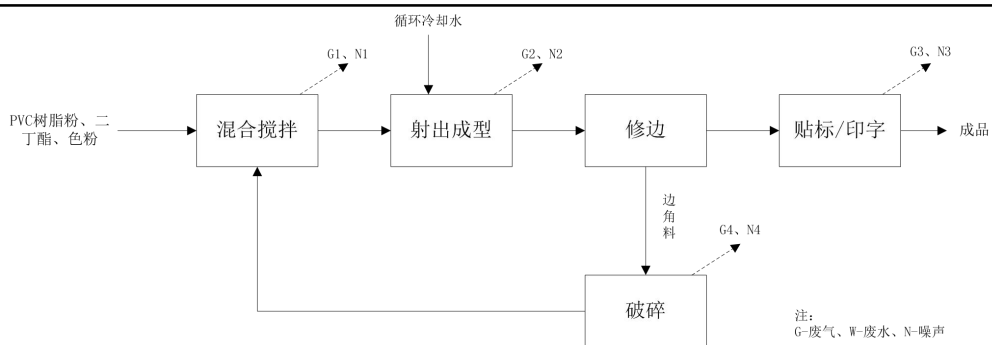 循环冷却水
G1、N1
G2、N2
G3、N3
PVC树脂粉、二
丁酯、色粉
混合搅拌
射出成型
修边
贴标/印字
成品
边
角
料
G4、N4
破碎
注:
G-废气、W-废水、N-噪声